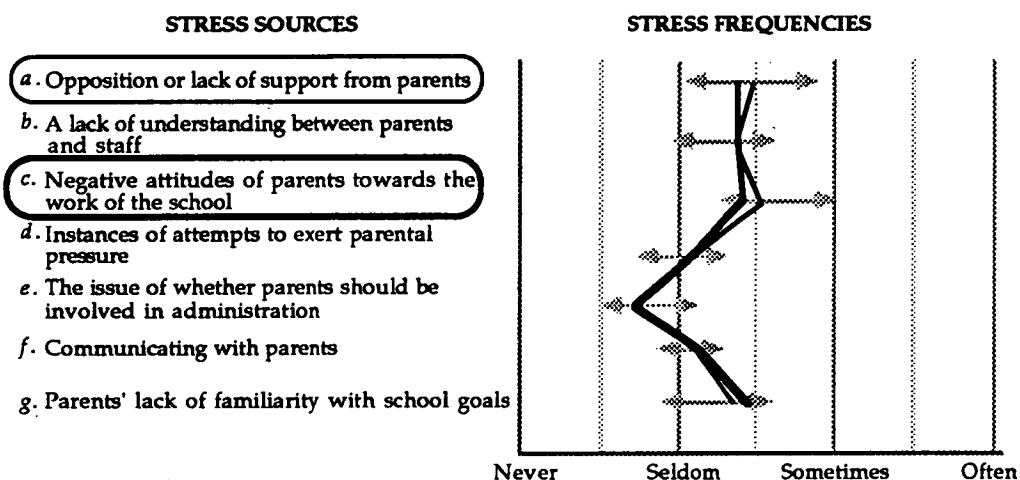 STRESS SOURCES
STRESS FREQUENCIES
a. Opposition or lack of support from parents
b. A lack of understanding between parents
and staff
c. Negative attitudes of parents towards the
work of the school
d. Instances of attempts to exert parental
pressure
e. The issue of whether parents should be
involved in administration
f. Communicating with parents
g. Parents' lack of familiarity with school goals
Never Seldom Sometimes Often